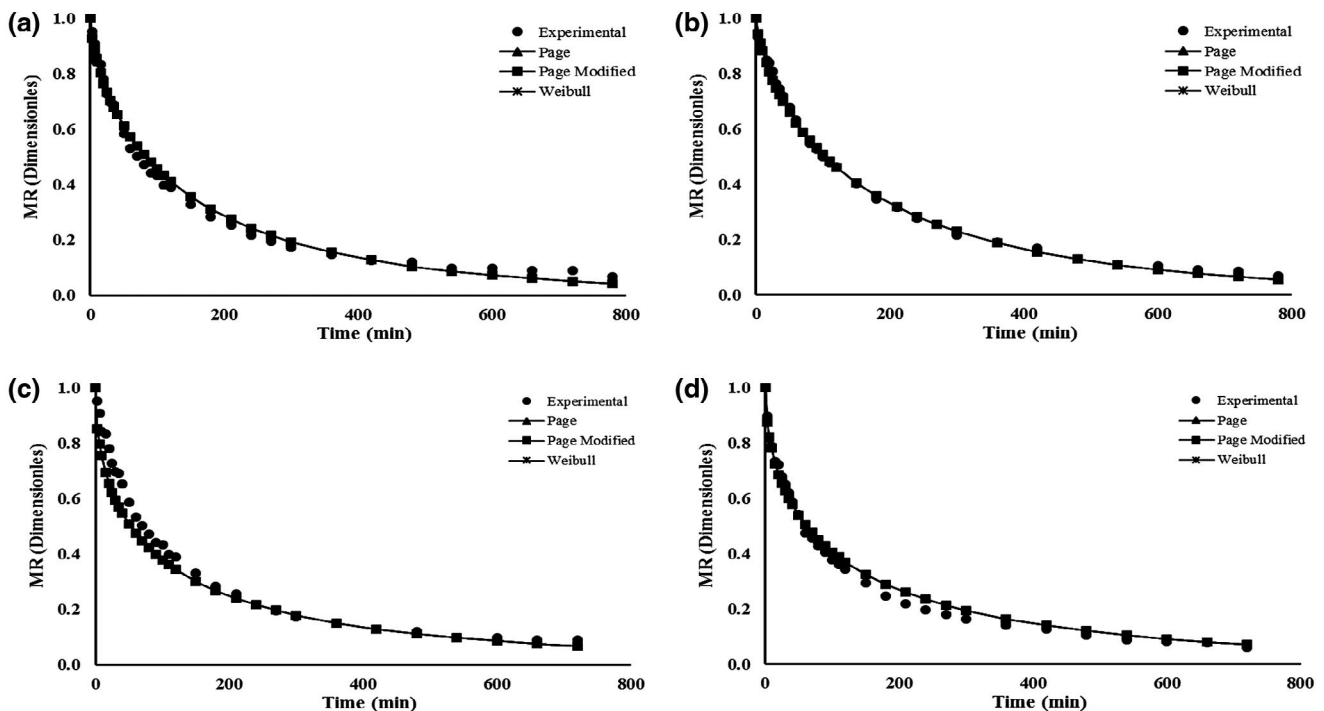 (a)
MR (Dimensionles)
1.0
0.8
0.6
0.4
0.2
0.0
Experimental
Page
Page Modified
Weibull
0 200 400 600 800
Time (min)
(b)
MR (Dimensionles)
1.0
0.8
0.6
0.4
0.2
0.0
Experimental
Page
Page Modified
Weibull
0 200 400 600 800
Time (min)
(c)
MR (Dimensionles)
1.0
0.8
0.6
0.4
0.2
0.0
Experimental
Page
Page Modified
Weibull
0 200 400 600 800
Time (min)
(d)
MR (Dimensionles)
1.0
0.8
0.6
0.4
0.2
0.0
Experimental
Page
Page Modified
Weibull
0 200 400 600 800
Time (min)